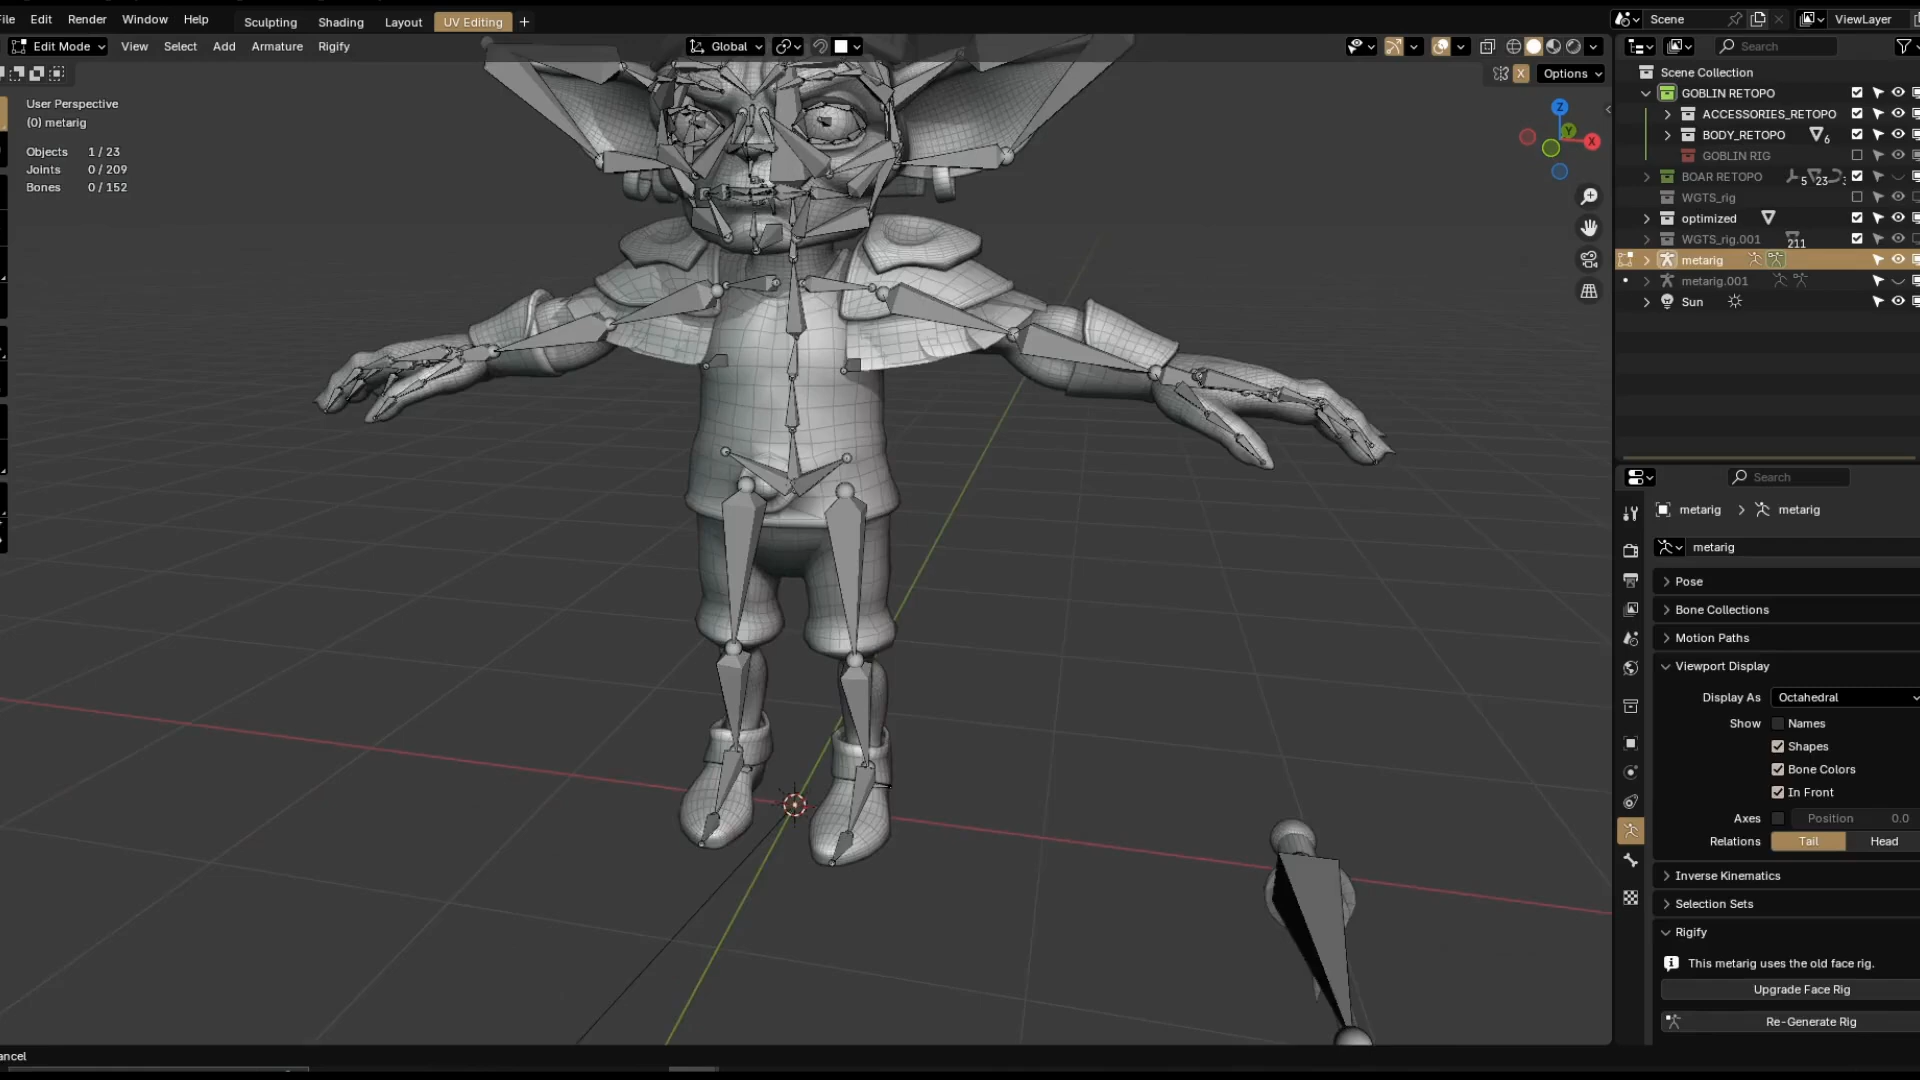 File Edit Render Window Help Sculpting Shading Layout UV Editing + Scene ViewLayer
Edit Mode View Select Add Armature Rigify Global Search
X Options
User Perspective
(0) metarig
Objects 1 / 23
Joints 0 / 209
Bones 0 / 152
Z
Y
X
Scene Collection
GOBLIN RETOPO
ACCESSORIES_RETOPO
BODY_RETOPO 6
GOBLIN RIG
BOAR RETOPO 5 23
WGTS_rig
optimized
WGTS_rig.001 211
metarig
metarig.001
Sun
Search
metarig > metarig
metarig
Pose
Bone Collections
Motion Paths
Viewport Display
Display As Octahedral
Show Names
Shapes
Bone Colors
In Front
Axes Position 0.0
Relations Tail Head
Inverse Kinematics
Selection Sets
Rigify
This metarig uses the old face rig.
Upgrade Face Rig
Re-Generate Rig
ancel